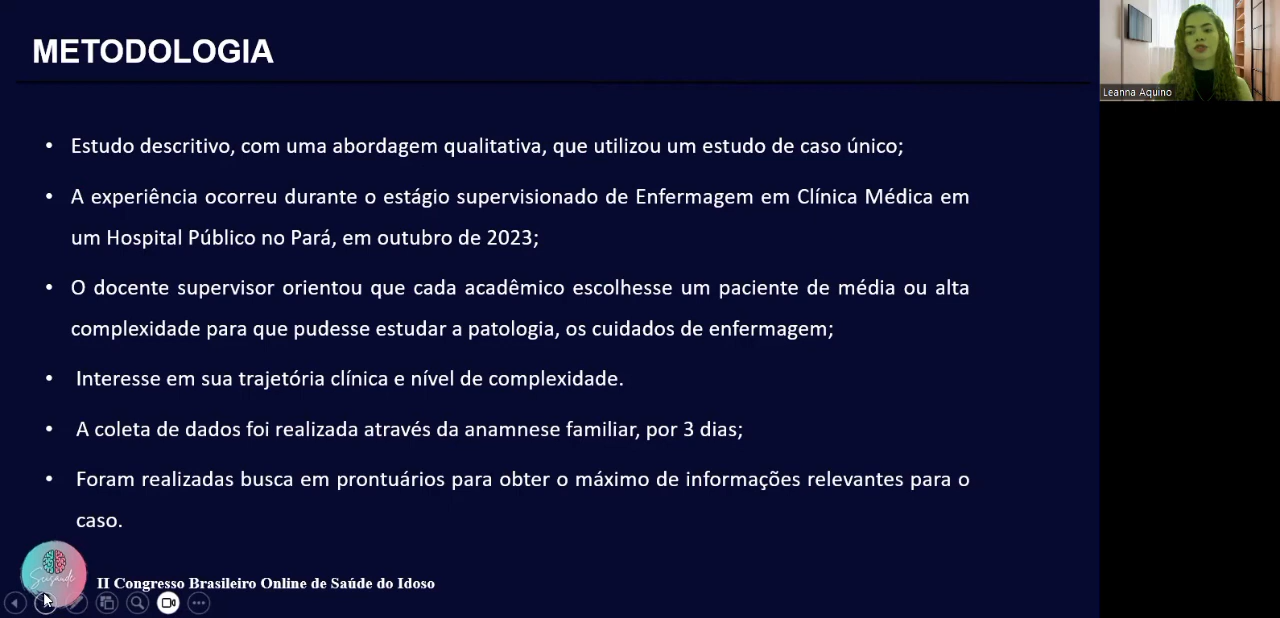 METODOLOGIA
Leanna Aquino
• Estudo descritivo, com uma abordagem qualitativa, que utilizou um estudo de caso único;
• A experiência ocorreu durante o estágio supervisionado de Enfermagem em Clínica Médica em
um Hospital Público no Pará, em outubro de 2023;
• O docente supervisor orientou que cada acadêmico escolhesse um paciente de média ou alta
complexidade para que pudesse estudar a patologia, os cuidados de enfermagem;
• Interesse em sua trajetória clínica e nível de complexidade.
• A coleta de dados foi realizada através da anamnese familiar, por 3 dias;
• Foram realizadas busca em prontuários para obter o máximo de informações relevantes para o
caso.
II Congresso Brasileiro Online de Saúde do Idoso